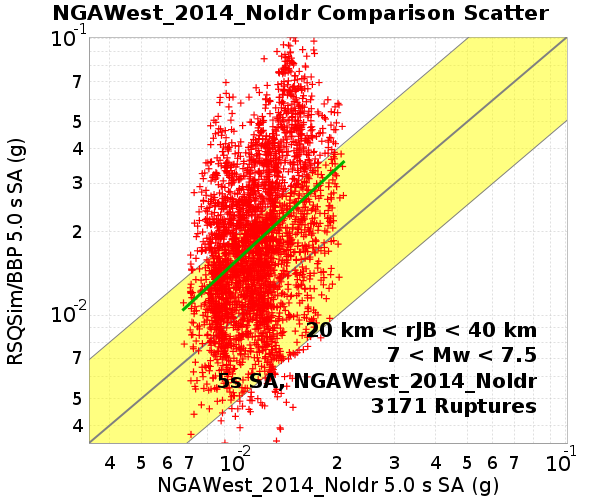 NGAWest_2014_NoIdr Comparison Scatter
RSQSim/BBP 5.0 s SA (g)
10⁻¹
7
5
4
3
2
10⁻²
7
5
4
20 km < rJB < 40 km
7 < Mw < 7.5
5s SA, NGAWest_2014_NoIdr
3171 Ruptures
4 5 6 7 10⁻² 2 3 4 5 6 7 10⁻¹
NGAWest_2014_NoIdr 5.0 s SA (g)